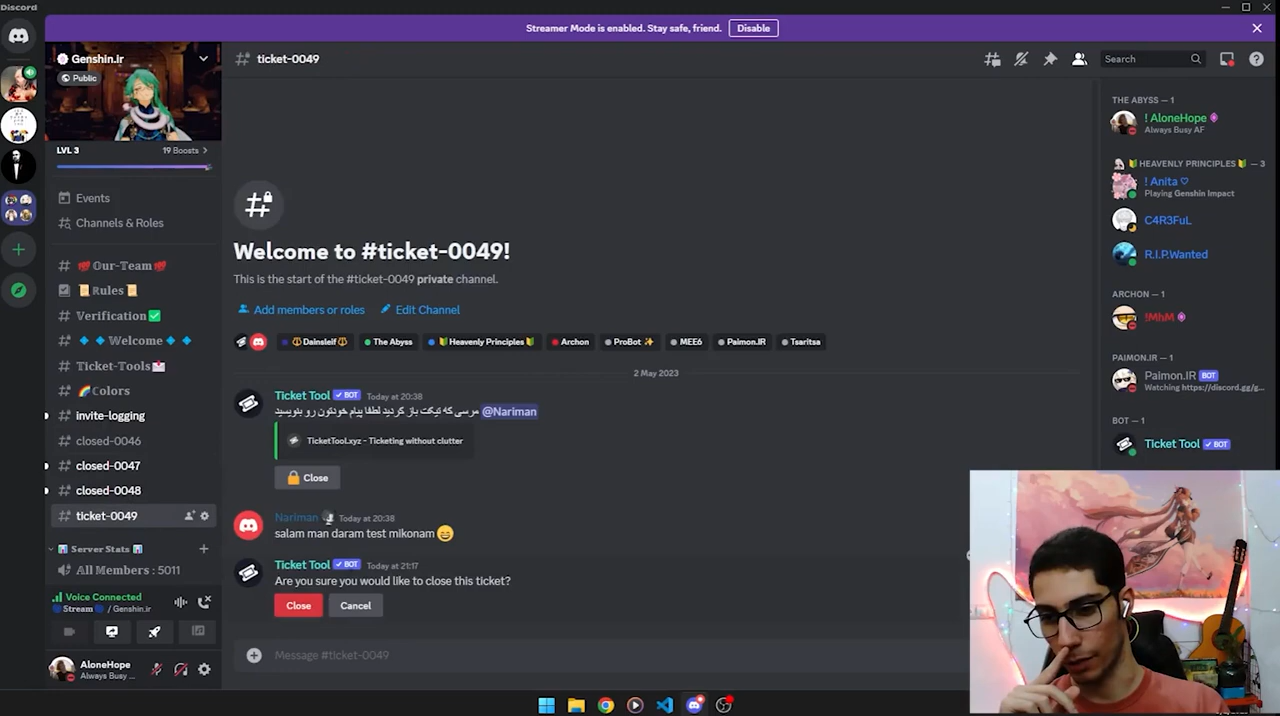 Discord
Streamer Mode is enabled. Stay safe, friend.
Disable
Genshin.ir
Public
LVL 3
19 Boosts
Events
Channels & Roles
Our-Team
Rules
Verification
Welcome
Ticket-Tools
Colors
invite-logging
closed-0046
closed-0047
closed-0048
ticket-0049
Server Stats
All Members : 5011
Voice Connected
Stream / Genshin.ir
AloneHope
Always Busy ...
ticket-0049
Search
Welcome to #ticket-0049!
This is the start of the #ticket-0049 private channel.
Add members or roles
Edit Channel
Dainsleif
The Abyss
Heavenly Principles
Archon
ProBot
MEE6
Paimon.IR
Tsaritsa
2 May 2023
Ticket Tool BOT Today at 20:38
مرسی که تیکت باز کردید لطفا پیام خودتون رو بنویسید @Nariman
TicketTool.xyz - Ticketing without clutter
Close
Nariman Today at 20:38
salam man daram test mikonam
Ticket Tool BOT Today at 21:17
Are you sure you would like to close this ticket?
Close
Cancel
Message #ticket-0049
THE ABYSS — 1
! AloneHope
Always Busy AF
HEAVENLY PRINCIPLES — 3
! Anita ♡
Playing Genshin Impact
C4R3FuL
R.I.P.Wanted
ARCHON — 1
!MhM
PAIMON.IR — 1
Paimon.IR BOT
Watching https://discord.gg/g...
BOT — 1
Ticket Tool BOT